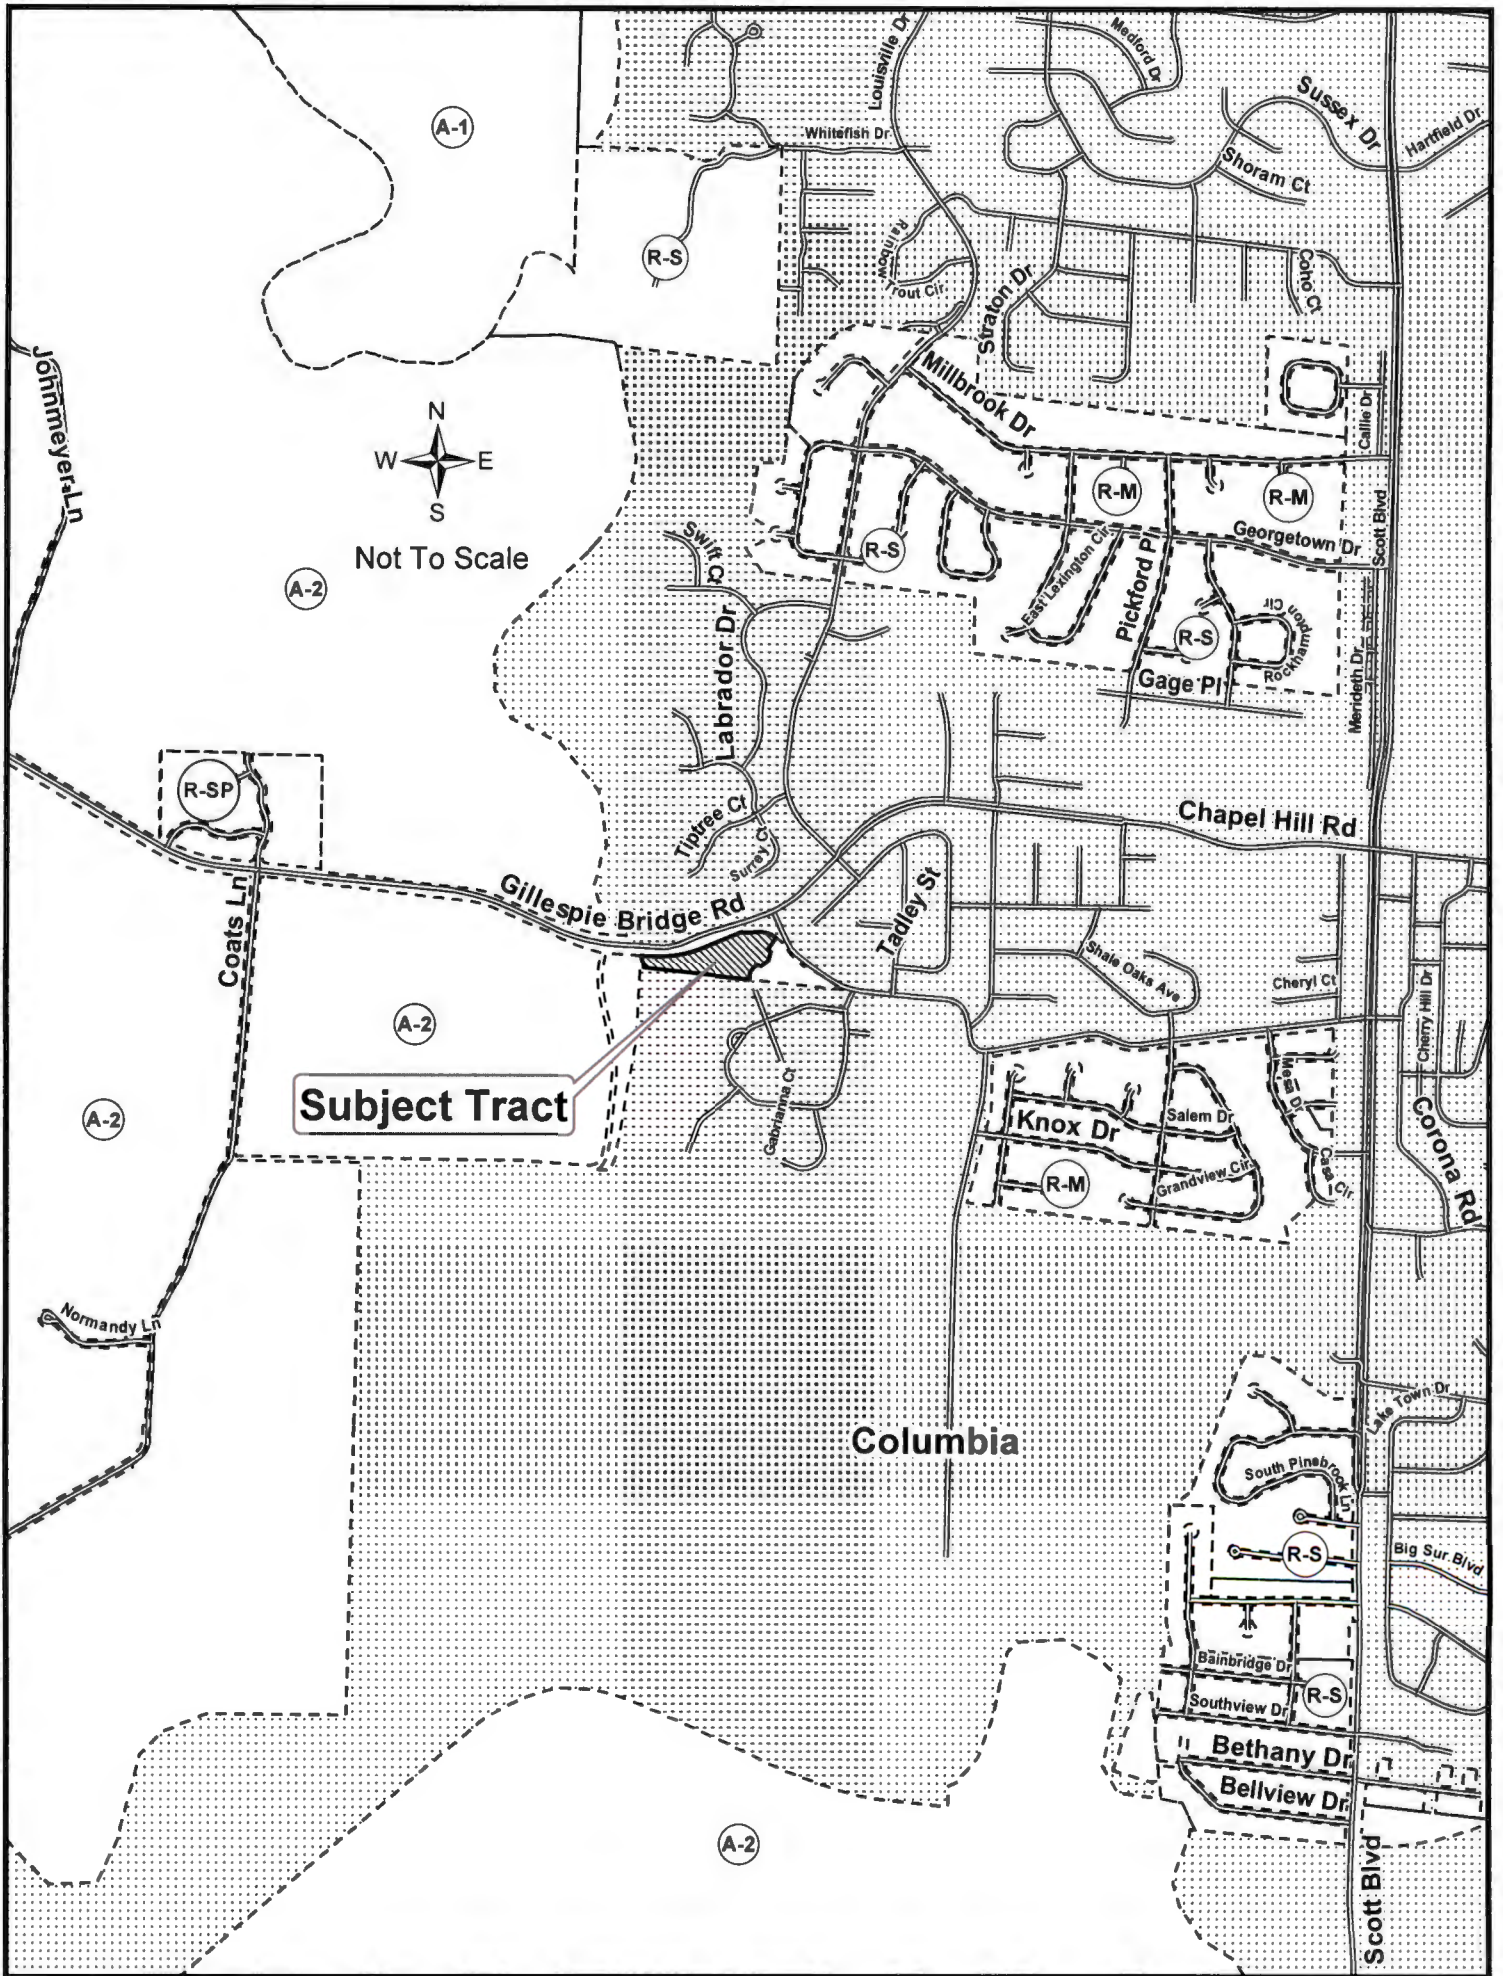 Louisville Dr
Medford Dr
Sussex Dr
Hartfield Dr
A-1
Whitefish Dr
Shoram Ct
R-S
Rainbow
Trout Cir
Coho Ct
Straton Dr
Johnmeyer Ln
Millbrook Dr
Callie Dr
N
W
E
S
Not To Scale
R-M
R-M
Scott Blvd
Georgetown Dr
Swift Ct
R-S
East Lexington Cir
Pickford Pl
A-2
Labrador Dr
R-S
Rockhampton Cir
Gage Pl
Merideth Dr
R-SP
Tiptree Ct
Surrey Ct
Chapel Hill Rd
Gillespie Bridge Rd
Tadley St
Coats Ln
Shale Oaks Ave
Cheryl Ct
Cherry Hill Dr
A-2
Subject Tract
Gabrianna Ct
A-2
Knox Dr
Salem Dr
Mesa Dr
Corona Rd
R-M
Grandview Cir
Casa Cir
Normandy Ln
Lake Town Dr
Columbia
South Pinebrook Ln
R-S
Big Sur Blvd
Bainbridge Dr
R-S
Southview Dr
Bethany Dr
Bellview Dr
A-2
Scott Blvd